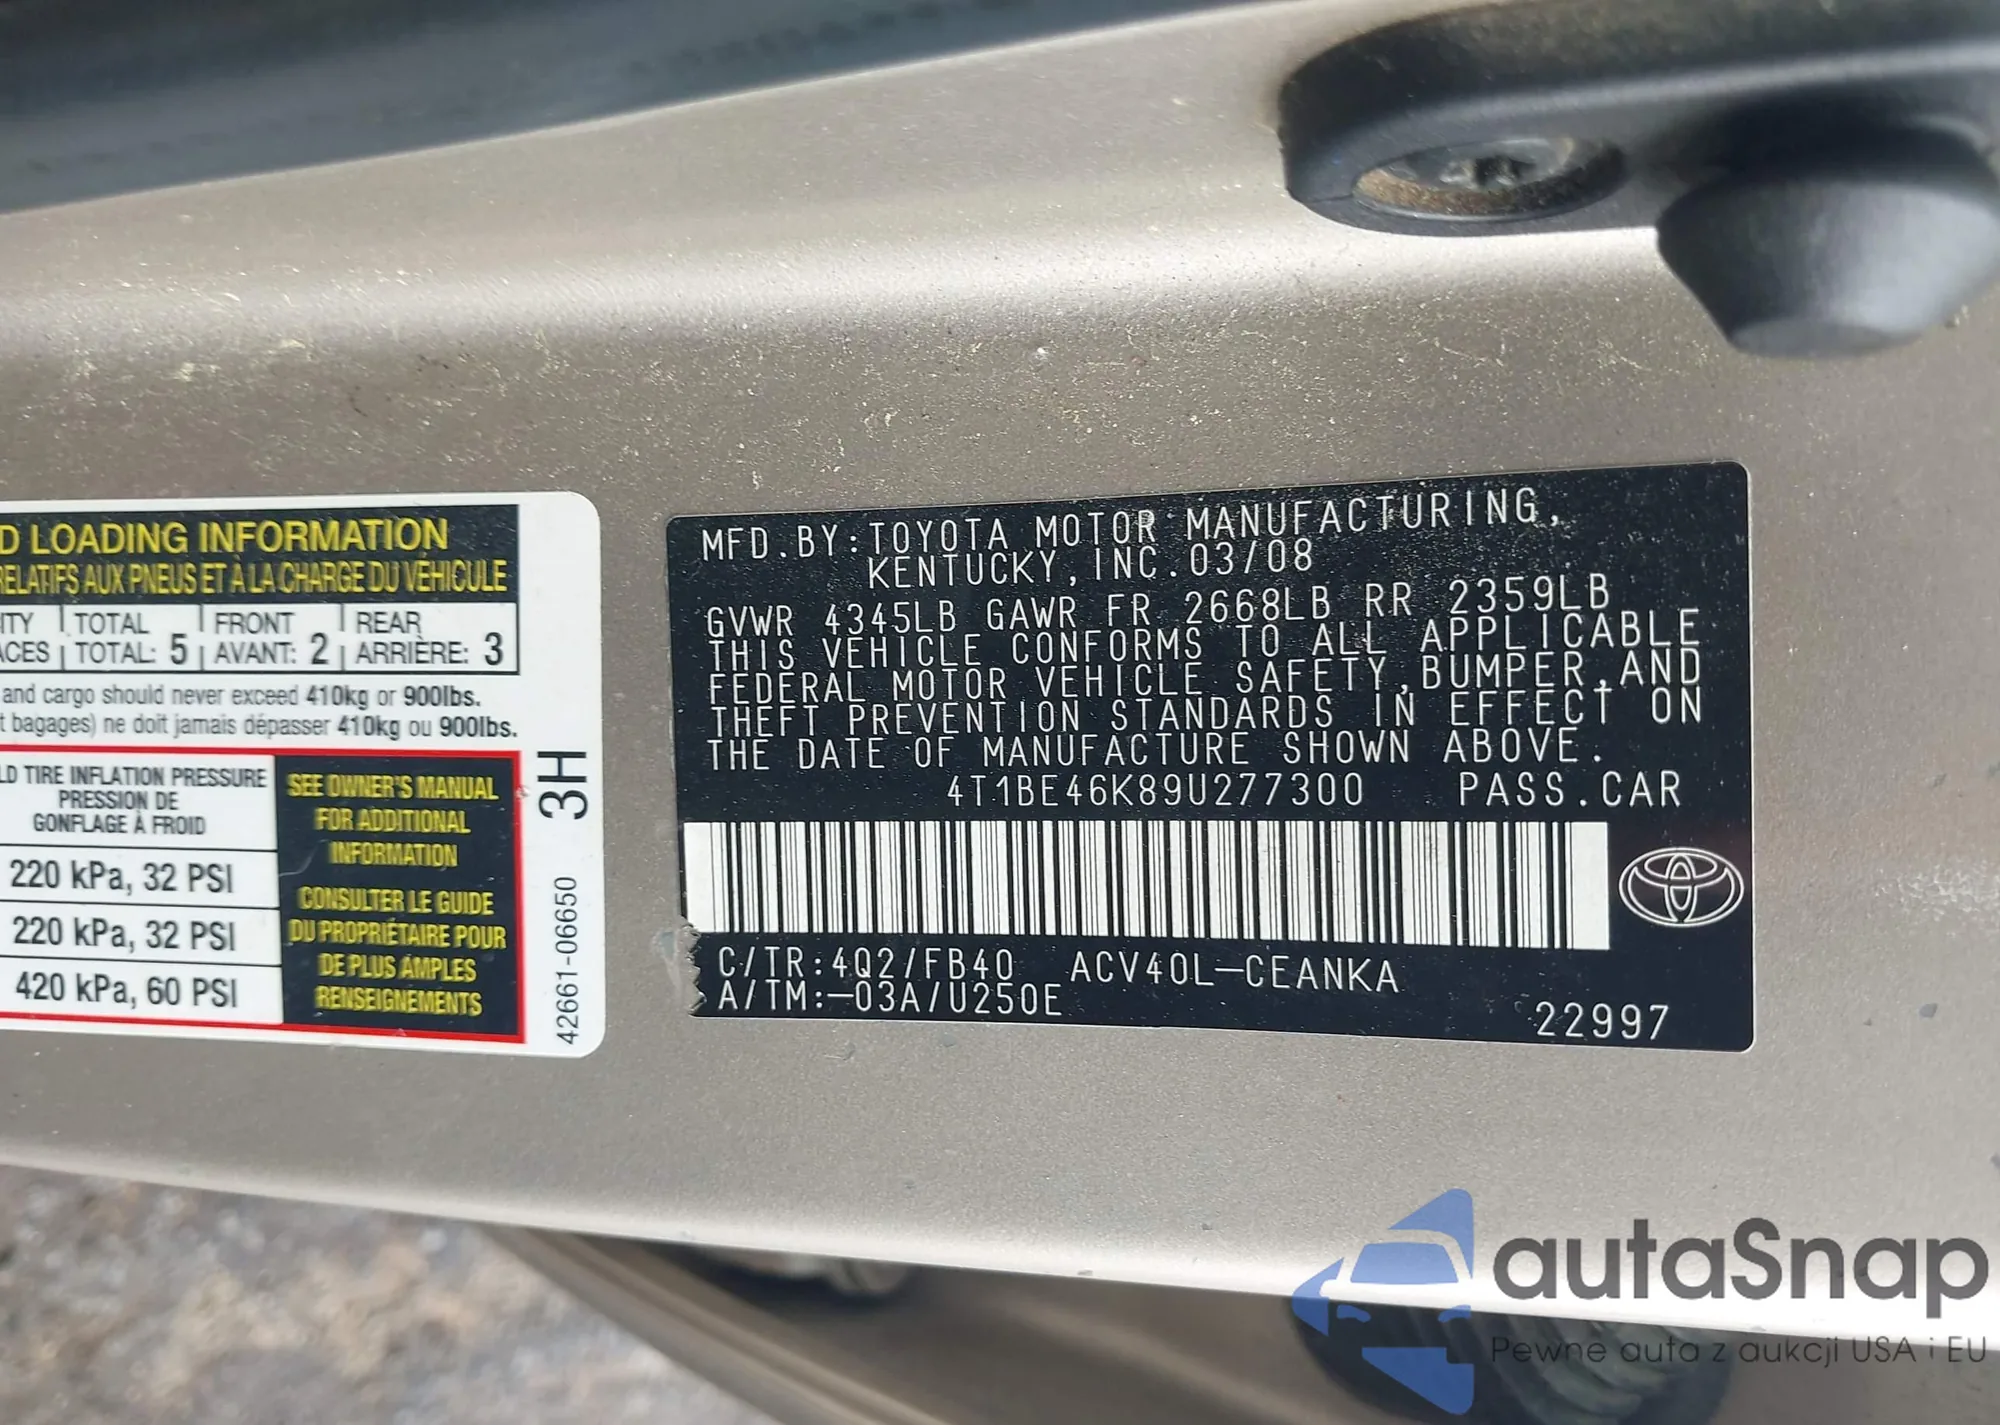 D LOADING INFORMATION
RELATIFS AUX PNEUS ET À LA CHARGE DU VÉHICULE
ITY TOTAL FRONT REAR
ACES TOTAL: 5 AVANT: 2 ARRIÈRE: 3
and cargo should never exceed 410kg or 900lbs.
t bagages) ne doit jamais dépasser 410kg ou 900lbs.
LD TIRE INFLATION PRESSURE
PRESSION DE
GONFLAGE À FROID
220 kPa, 32 PSI
220 kPa, 32 PSI
420 kPa, 60 PSI
SEE OWNER'S MANUAL
FOR ADDITIONAL
INFORMATION
CONSULTER LE GUIDE
DU PROPRIÉTAIRE POUR
DE PLUS AMPLES
RENSEIGNEMENTS
3H
42661-06650
MFD.BY:TOYOTA MOTOR MANUFACTURING,
KENTUCKY,INC.03/08
GVWR 4345LB GAWR FR 2668LB RR 2359LB
THIS VEHICLE CONFORMS TO ALL APPLICABLE
FEDERAL MOTOR VEHICLE SAFETY,BUMPER,AND
THEFT PREVENTION STANDARDS IN EFFECT ON
THE DATE OF MANUFACTURE SHOWN ABOVE.
4T1BE46K89U277300 PASS.CAR
C/TR:4Q2/FB40 ACV40L-CEANKA
A/TM:-03A/U250E
22997
autaSnap
Pewne auta z aukcji USA i EU